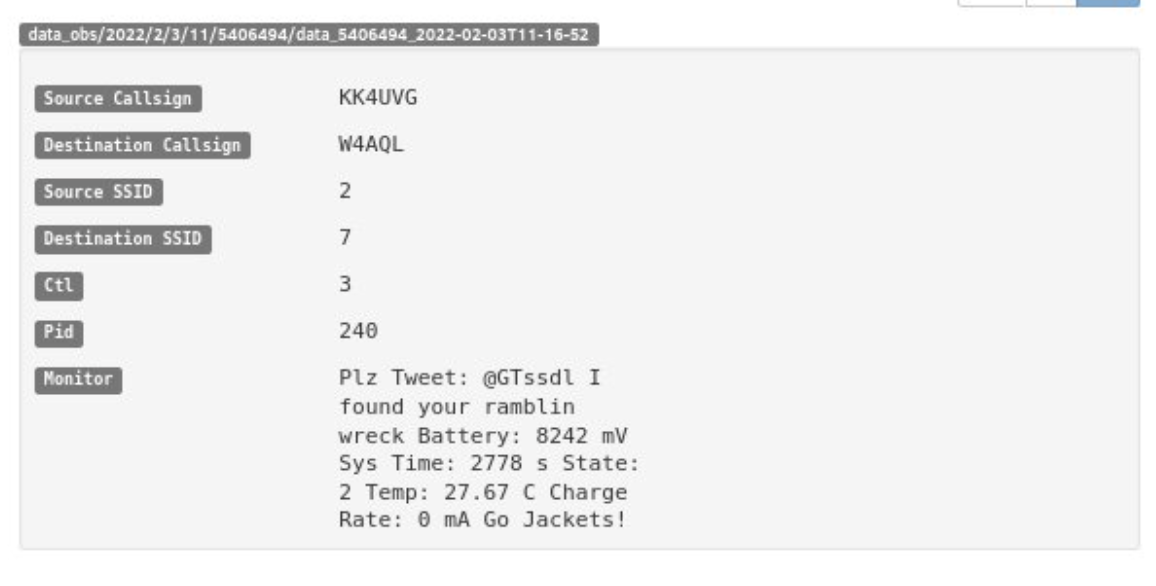 data_obs/2022/2/3/11/5406494/data_5406494_2022-02-03T11-16-52
Source Callsign KK4UVG
Destination Callsign W4AQL
Source SSID 2
Destination SSID 7
Ctl 3
Pid 240
Monitor Plz Tweet: @GTssdl I
found your ramblin
wreck Battery: 8242 mV
Sys Time: 2778 s State:
2 Temp: 27.67 C Charge
Rate: 0 mA Go Jackets!